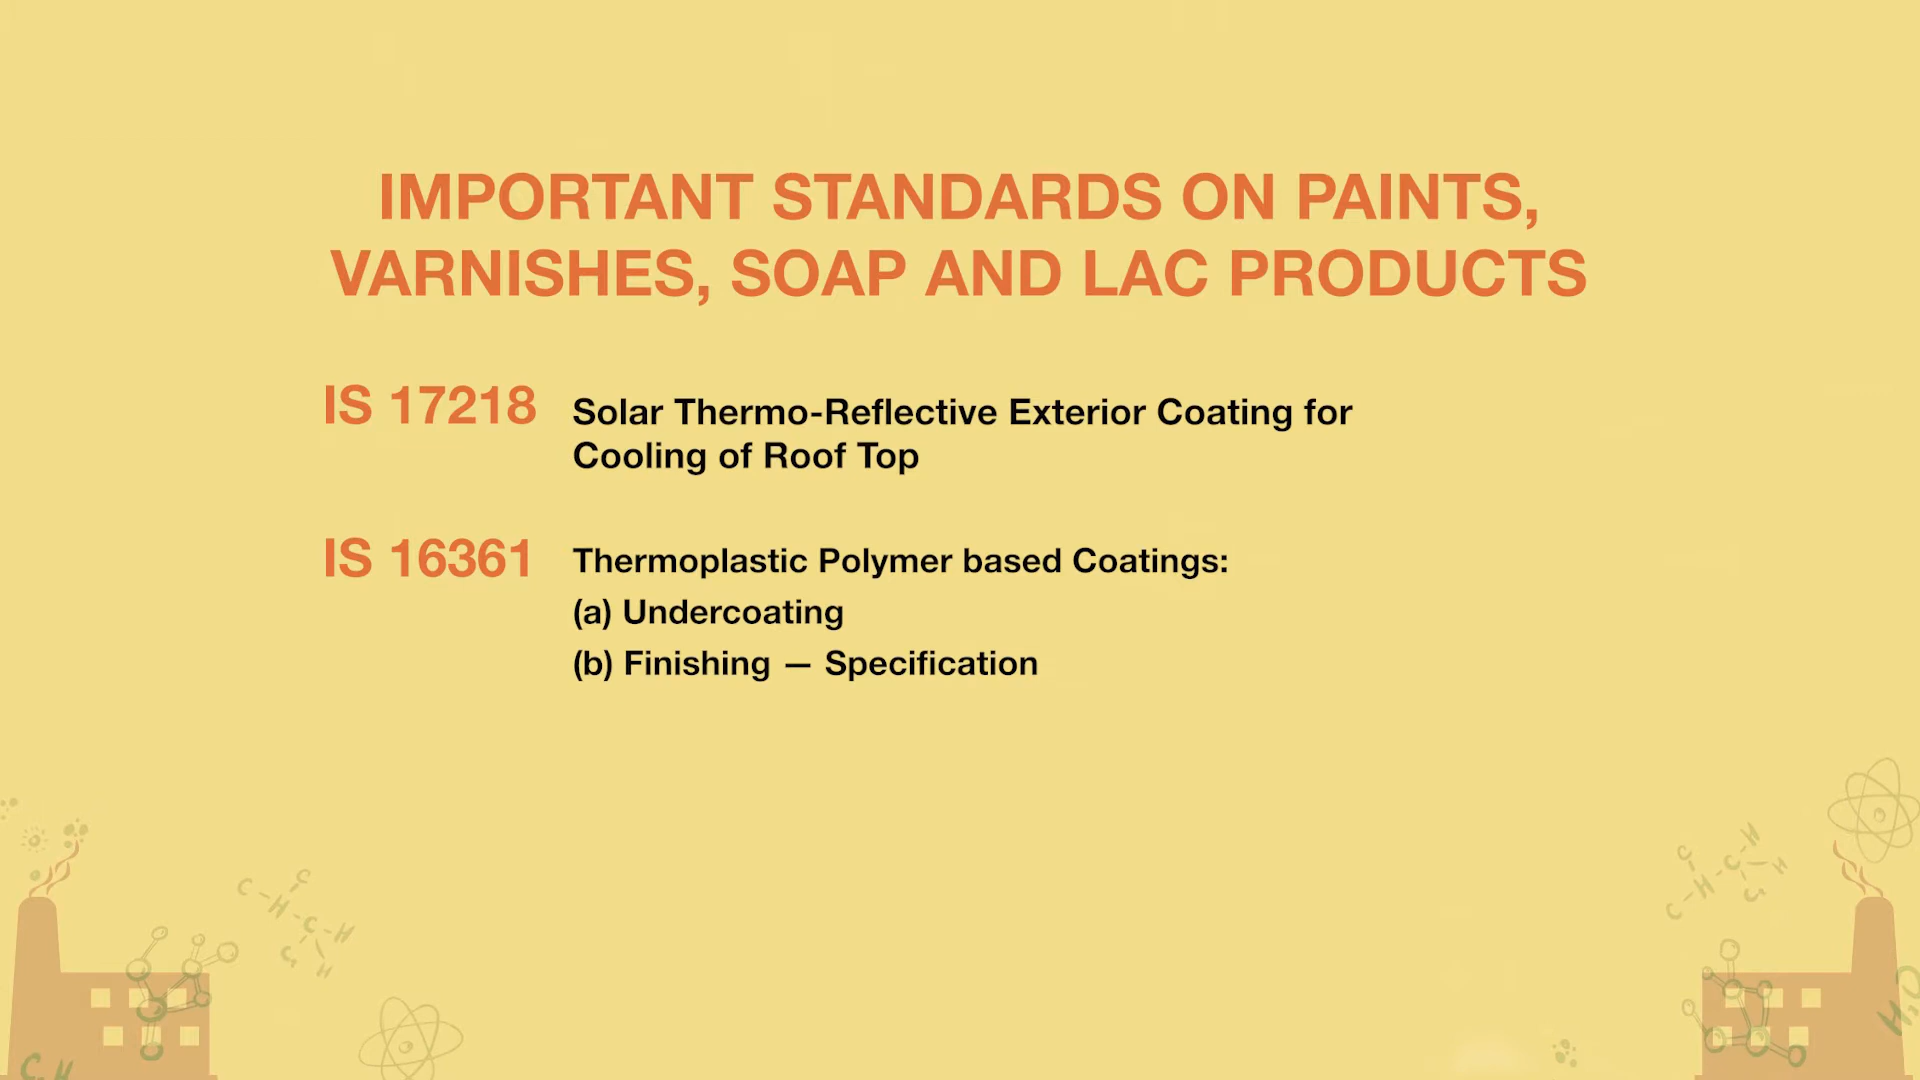 IMPORTANT STANDARDS ON PAINTS,
VARNISHES, SOAP AND LAC PRODUCTS
IS 17218 Solar Thermo-Reflective Exterior Coating for
Cooling of Roof Top
IS 16361 Thermoplastic Polymer based Coatings:
(a) Undercoating
(b) Finishing — Specification